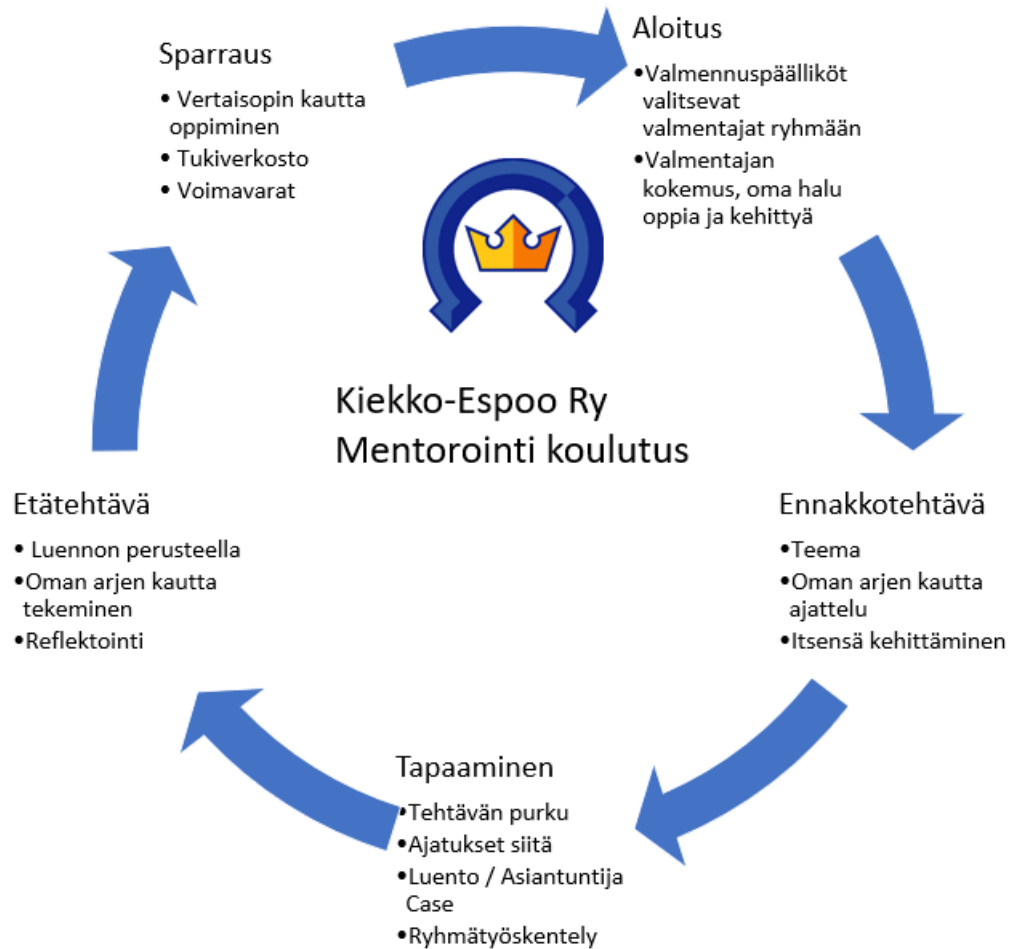 Sparraus
• Vertaisopin kautta
oppiminen
• Tukiverkosto
• Voimavarat
Aloitus
•Valmennuspäälliköt
valitsevat
valmentajat ryhmään
•Valmentajan
kokemus, oma halu
oppia ja kehittyä
Kiekko-Espoo Ry
Mentorointi koulutus
Etätehtävä
• Luennon perusteella
•Oman arjen kautta
tekeminen
•Reflektointi
Ennakkotehtävä
•Teema
•Oman arjen kautta
ajattelu
•Itsensä kehittäminen
Tapaaminen
•Tehtävän purku
•Ajatukset siitä
•Luento / Asiantuntija
Case
•Ryhmätyöskentely